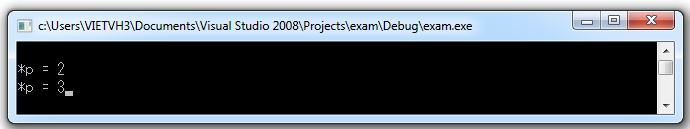 c:\Users\VIETVH3\Documents\Visual Studio 2008\Projects\exam\Debug\exam.exe
*p = 2
*p = 3